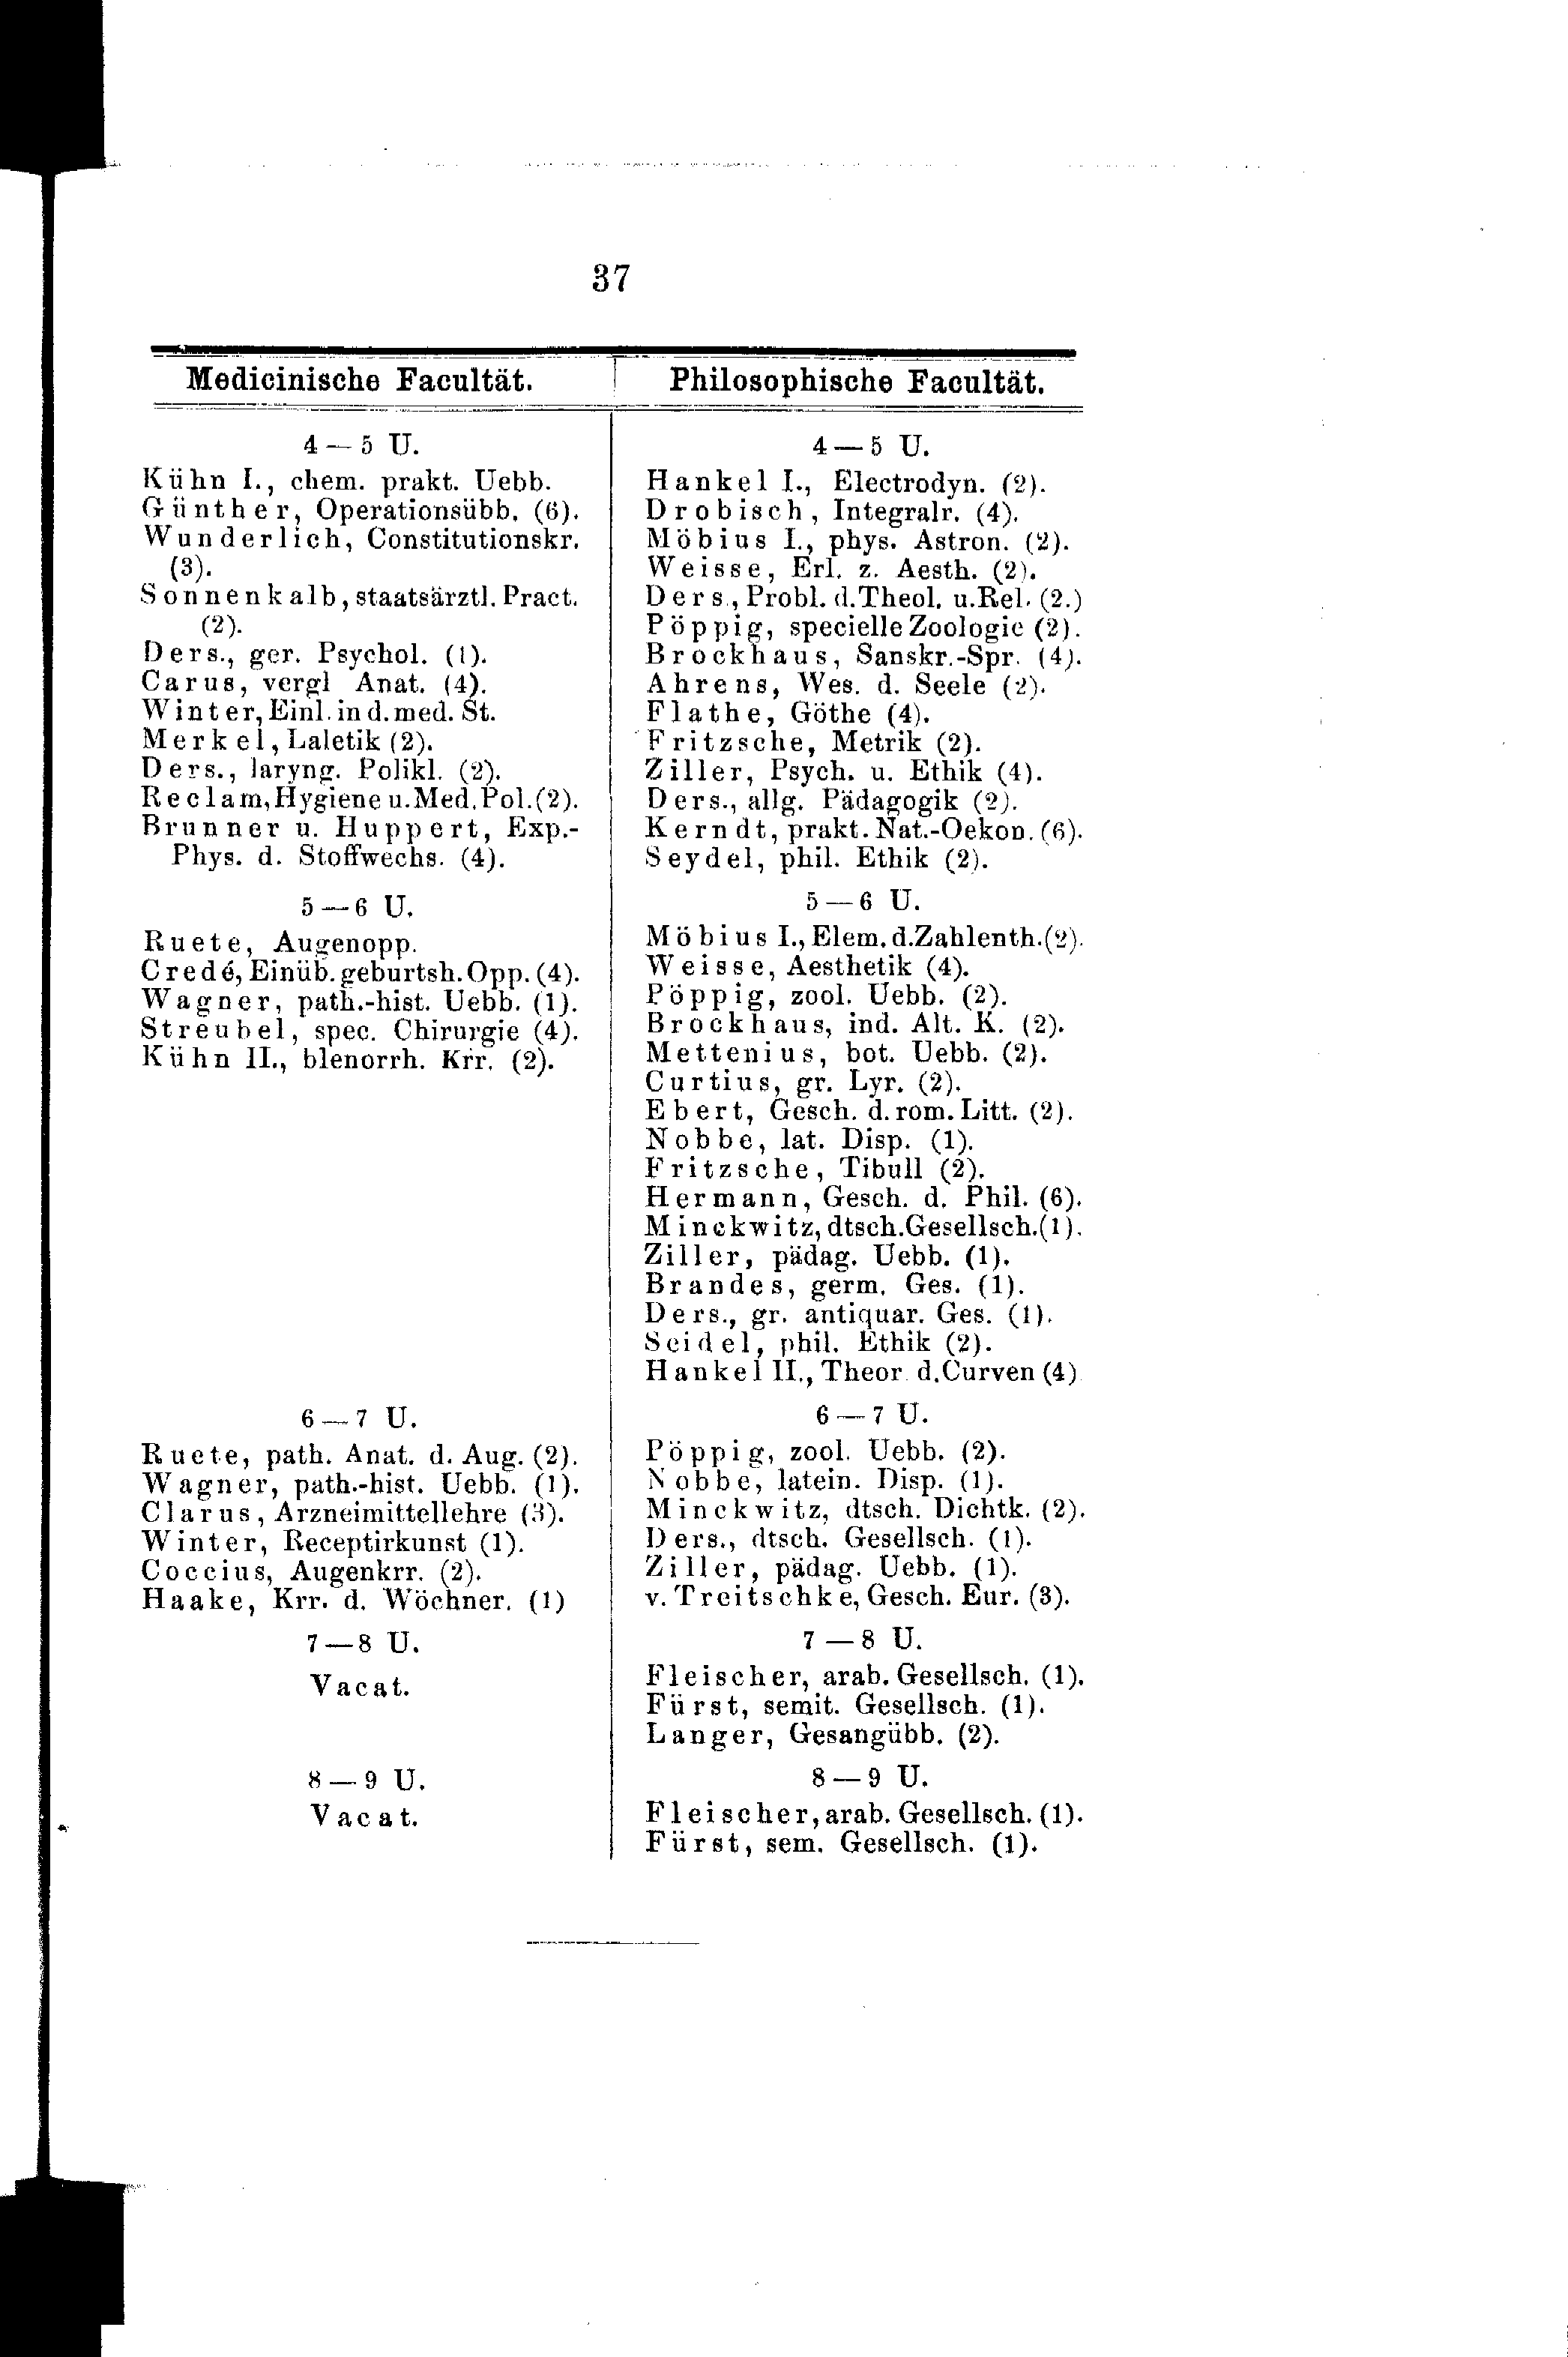 37
Medicinische Facultät.
4 — 5 U.
Kühn I., chem. prakt. Uebb.
Günther, Operationsübb. (6).
Wunderlich, Constitutionskr.
(3).
Sonnenkalb, staatsärztl. Pract.
(2).
Ders., ger. Psychol. (1).
Carus, vergl Anat. (4).
Winter, Einl. in d. med. St.
Merkel, Laletik (2).
Ders., laryng. Polikl. (2).
Reclam, Hygiene u. Med. Pol. (2).
Brunner u. Huppert, Exp.-
Phys. d. Stoffwechs. (4).
5 — 6 U.
Ruete, Augenopp.
Credé, Einüb. geburtsh. Opp. (4).
Wagner, path.-hist. Uebb. (1).
Streubel, spec. Chirurgie (4).
Kühn II., blenorrh. Krr. (2).
6 — 7 U.
Ruete, path. Anat. d. Aug. (2).
Wagner, path.-hist. Uebb. (1).
Clarus, Arzneimittellehre (3).
Winter, Receptirkunst (1).
Coccius, Augenkrr. (2).
Haake, Krr. d. Wöchner. (1)
7 — 8 U.
Vacat.
8 — 9 U.
Vacat.
Philosophische Facultät.
4 — 5 U.
Hankel I., Electrodyn. (2).
Drobisch, Integralr. (4).
Möbius I., phys. Astron. (2).
Weisse, Erl. z. Aesth. (2).
Ders., Probl. d. Theol. u. Rel. (2.)
Pöppig, specielle Zoologie (2).
Brockhaus, Sanskr.-Spr. (4).
Ahrens, Wes. d. Seele (2).
Flathe, Göthe (4).
Fritzsche, Metrik (2).
Ziller, Psych. u. Ethik (4).
Ders., allg. Pädagogik (2).
Kerndt, prakt. Nat.-Oekon. (6).
Seydel, phil. Ethik (2).
5 — 6 U.
Möbius I., Elem. d. Zahlenth. (2).
Weisse, Aesthetik (4).
Pöppig, zool. Uebb. (2).
Brockhaus, ind. Alt. K. (2).
Mettenius, bot. Uebb. (2).
Curtius, gr. Lyr. (2).
Ebert, Gesch. d. rom. Litt. (2).
Nobbe, lat. Disp. (1).
Fritzsche, Tibull (2).
Hermann, Gesch. d. Phil. (6).
Minckwitz, dtsch. Gesellsch. (1).
Ziller, pädag. Uebb. (1).
Brandes, germ. Ges. (1).
Ders., gr. antiquar. Ges. (1).
Seidel, phil. Ethik (2).
Hankel II., Theor d. Curven (4)
6 — 7 U.
Pöppig, zool. Uebb. (2).
Nobbe, latein. Disp. (1).
Minckwitz, dtsch. Dichtk. (2).
Ders., dtsch. Gesellsch. (1).
Ziller, pädag. Uebb. (1).
v. Treitschke, Gesch. Eur. (3).
7 — 8 U.
Fleischer, arab. Gesellsch. (1).
Fürst, semit. Gesellsch. (1).
Langer, Gesangübb. (2).
8 — 9 U.
Fleischer, arab. Gesellsch. (1).
Fürst, sem. Gesellsch. (1).